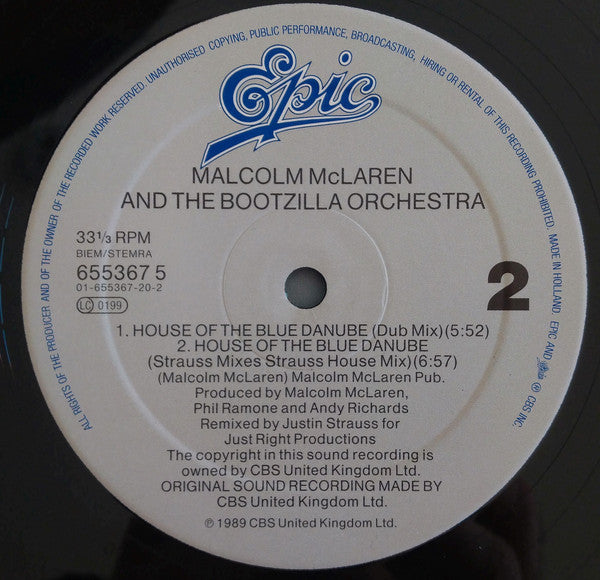 ALL RIGHTS OF THE PRODUCER AND OF THE OWNER OF THE RECORDED WORK RESERVED. UNAUTHORISED COPYING, PUBLIC PERFORMANCE, BROADCASTING, HIRING OR RENTAL OF THIS RECORDING PROHIBITED. MADE IN HOLLAND. EPIC AND Epic ® CBS INC.
Epic
MALCOLM McLAREN
AND THE BOOTZILLA ORCHESTRA
33⅓ RPM
BIEM/STEMRA
655367 5
01-655367-20-2
LC 0199
2
1. HOUSE OF THE BLUE DANUBE (Dub Mix)(5:52)
2. HOUSE OF THE BLUE DANUBE
(Strauss Mixes Strauss House Mix)(6:57)
(Malcolm McLaren) Malcolm McLaren Pub.
Produced by Malcolm McLaren,
Phil Ramone and Andy Richards
Remixed by Justin Strauss for
Just Right Productions
The copyright in this sound recording is
owned by CBS United Kingdom Ltd.
ORIGINAL SOUND RECORDING MADE BY
CBS United Kingdom Ltd.
℗ 1989 CBS United Kingdom Ltd.